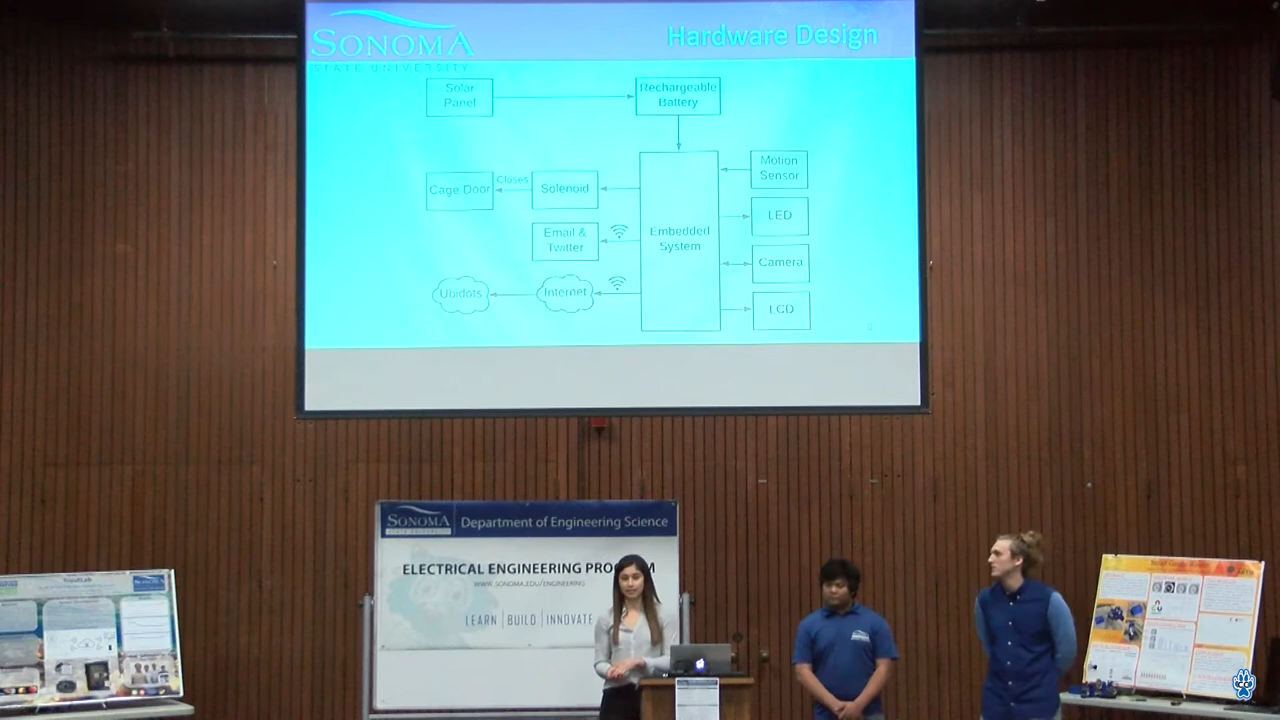 SONOMA
STATE UNIVERSITY
Hardware Design
Solar
Panel
Rechargeable
Battery
Motion
Sensor
Cage Door
Closes
Solenoid
LED
Email &
Twitter
Embedded
System
Camera
Ubidots
Internet
LCD
SONOMA
Department of Engineering Science
ELECTRICAL ENGINEERING PROGRAM
WWW.SONOMA.EDU/ENGINEERING
LEARN | BUILD | INNOVATE